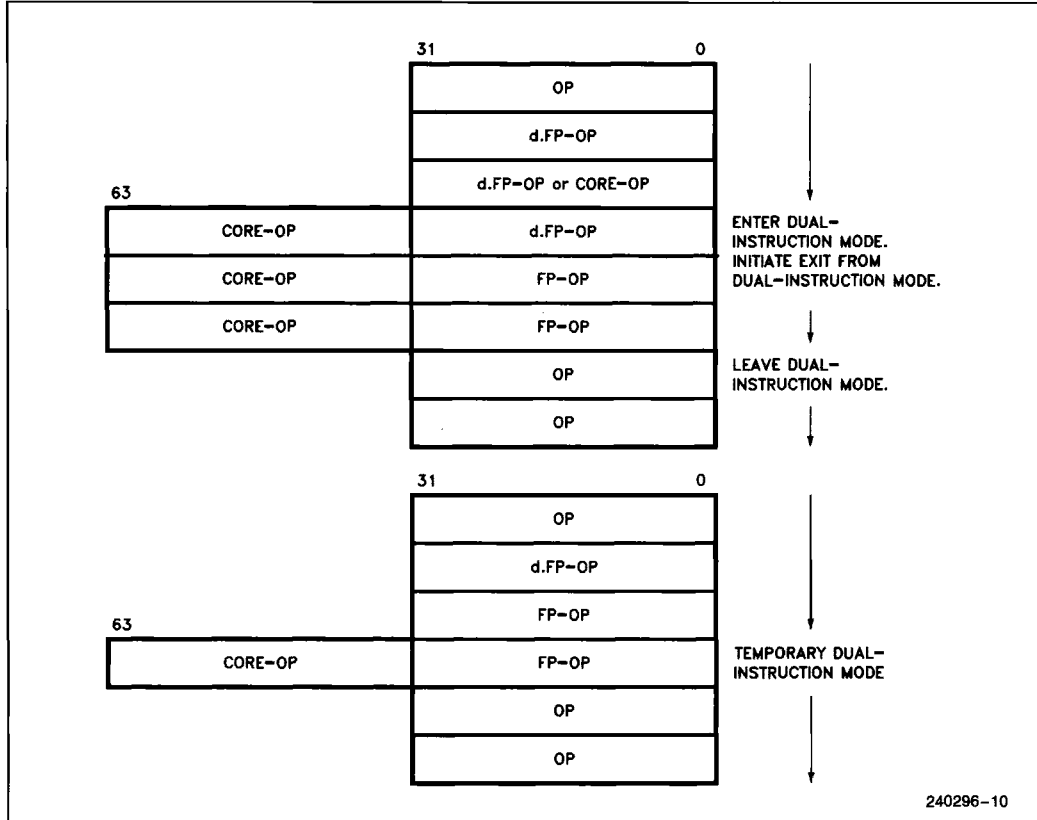 31 0
OP
d.FP-OP
d.FP-OP or CORE-OP
63
CORE-OP d.FP-OP
CORE-OP FP-OP
CORE-OP FP-OP
OP
OP
ENTER DUAL-
INSTRUCTION MODE.
INITIATE EXIT FROM
DUAL-INSTRUCTION MODE.
LEAVE DUAL-
INSTRUCTION MODE.
31 0
OP
d.FP-OP
FP-OP
63
CORE-OP FP-OP
OP
OP
TEMPORARY DUAL-
INSTRUCTION MODE
240296-10